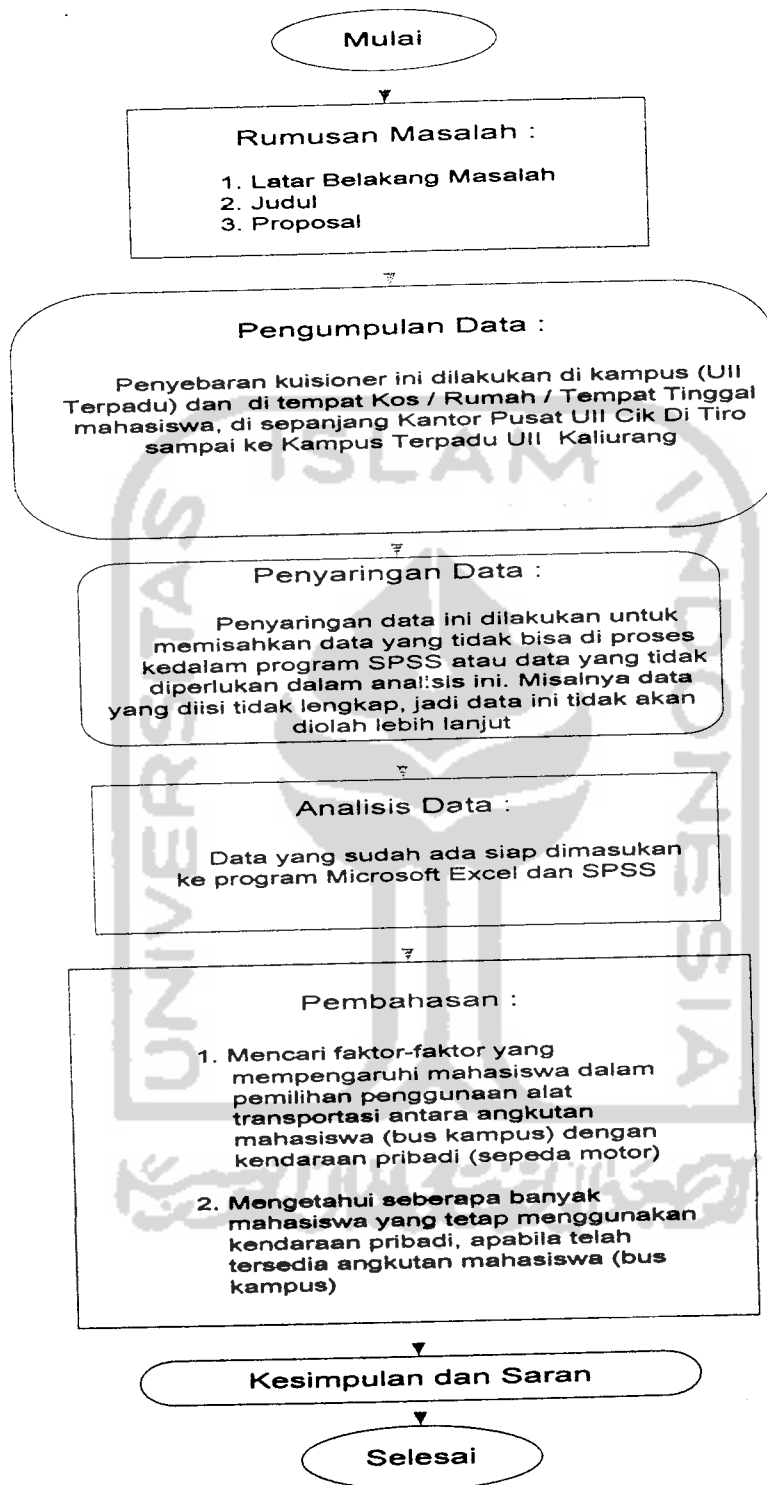 Mulai
Rumusan Masalah :
1. Latar Belakang Masalah
2. Judul
3. Proposal
Pengumpulan Data :
Penyebaran kuisioner ini dilakukan di kampus (UII
Terpadu) dan di tempat Kos / Rumah / Tempat Tinggal
mahasiswa, di sepanjang Kantor Pusat UII Cik Di Tiro
sampai ke Kampus Terpadu UII Kaliurang
Penyaringan Data :
Penyaringan data ini dilakukan untuk
memisahkan data yang tidak bisa di proses
kedalam program SPSS atau data yang tidak
diperlukan dalam analisis ini. Misalnya data
yang diisi tidak lengkap, jadi data ini tidak akan
diolah lebih lanjut
Analisis Data :
Data yang sudah ada siap dimasukan
ke program Microsoft Excel dan SPSS
Pembahasan :
1. Mencari faktor-faktor yang
mempengaruhi mahasiswa dalam
pemilihan penggunaan alat
transportasi antara angkutan
mahasiswa (bus kampus) dengan
kendaraan pribadi (sepeda motor)
2. Mengetahui seberapa banyak
mahasiswa yang tetap menggunakan
kendaraan pribadi, apabila telah
tersedia angkutan mahasiswa (bus
kampus)
Kesimpulan dan Saran
Selesai
UNIVERSITAS
ISLAM
INDONESIA